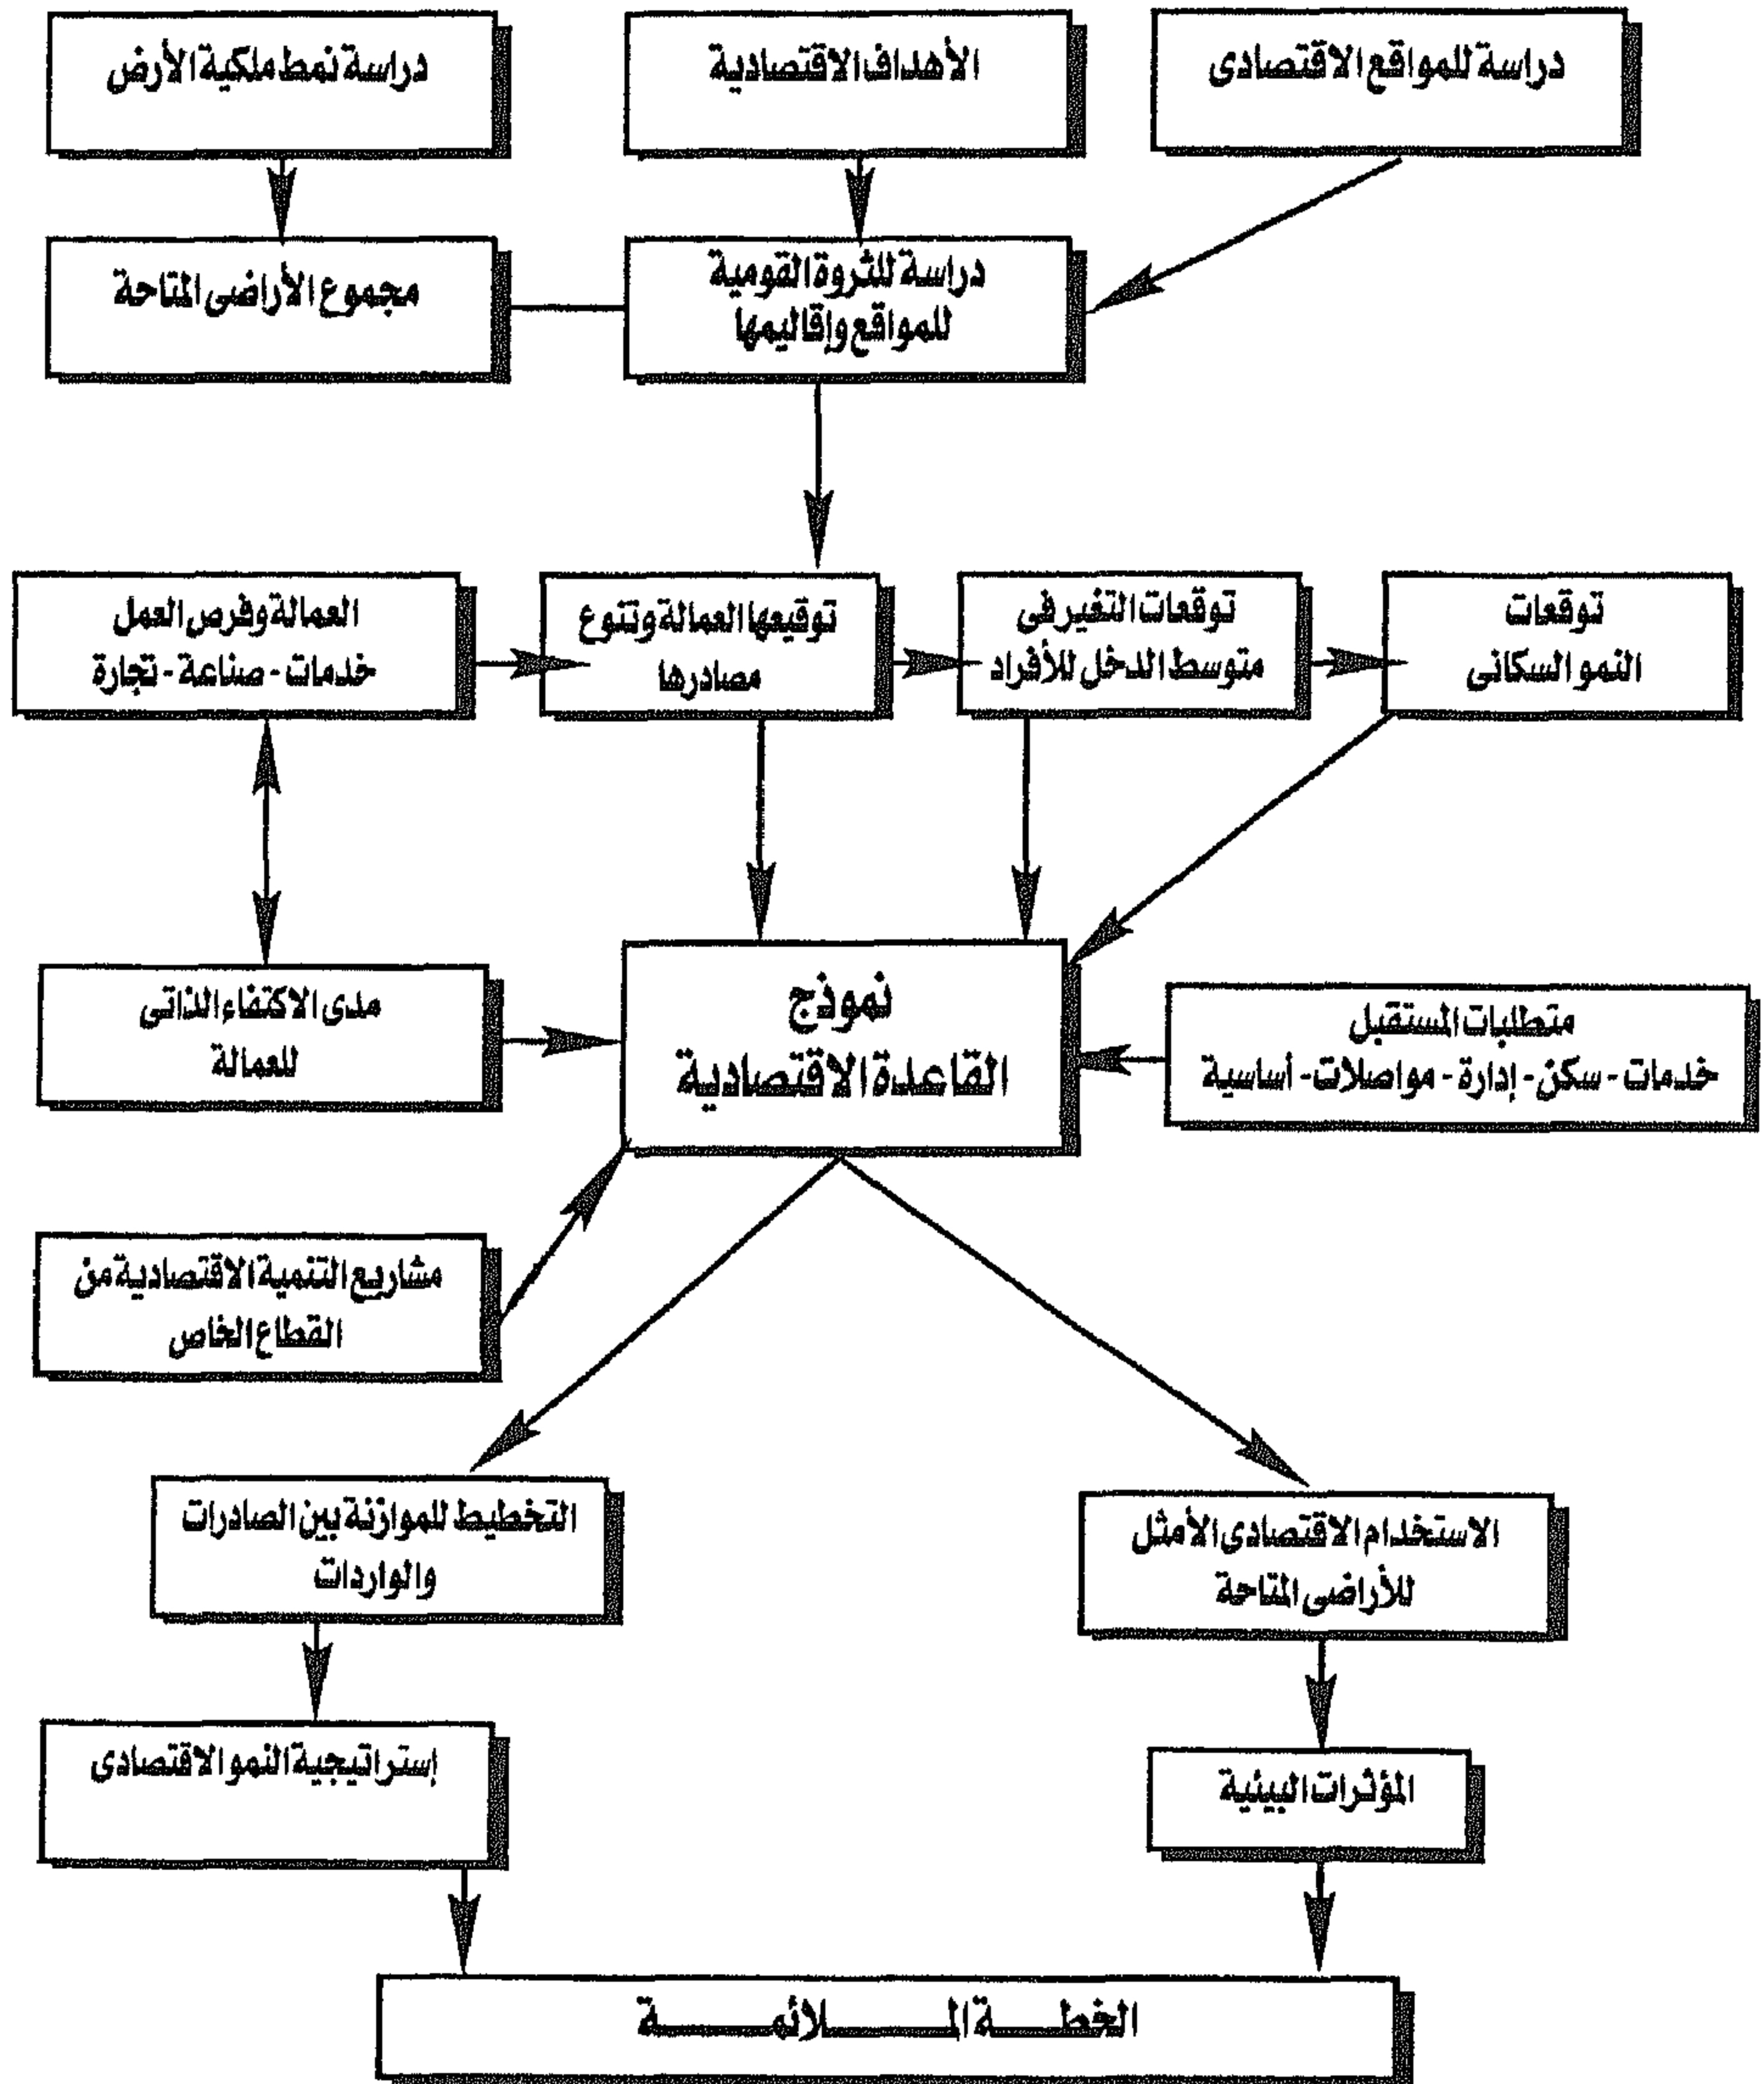 دراسة للمواقع الاقتصادى
الأهداف الاقتصادية
دراسة نمط ملكية الأرض
دراسة للثروة القومية
للمواقع وإقاليمها
مجموع الأراضى المتاحة
توقعات
النمو السكانى
توقعات التغير فى
متوسط الدخل للأفراد
توقيعها العمالة وتنوع
مصادرها
العمالة وفرص العمل
خدمات - صناعة - تجارة
متطلبات المستقبل
خدمات - سكن - إدارة - مواصلات - أساسية
نموذج
القاعدة الاقتصادية
مدى الاكتفاء الذاتى
للعمالة
مشاريع التنمية الاقتصادية من
القطاع الخاص
الاستخدام الاقتصادى الأمثل
للأراضى المتاحة
التخطيط للموازنة بين الصادرات
والواردات
المؤثرات البيئية
إستراتيجية النمو الاقتصادى
الخطـــة المـــــلائمـــــة